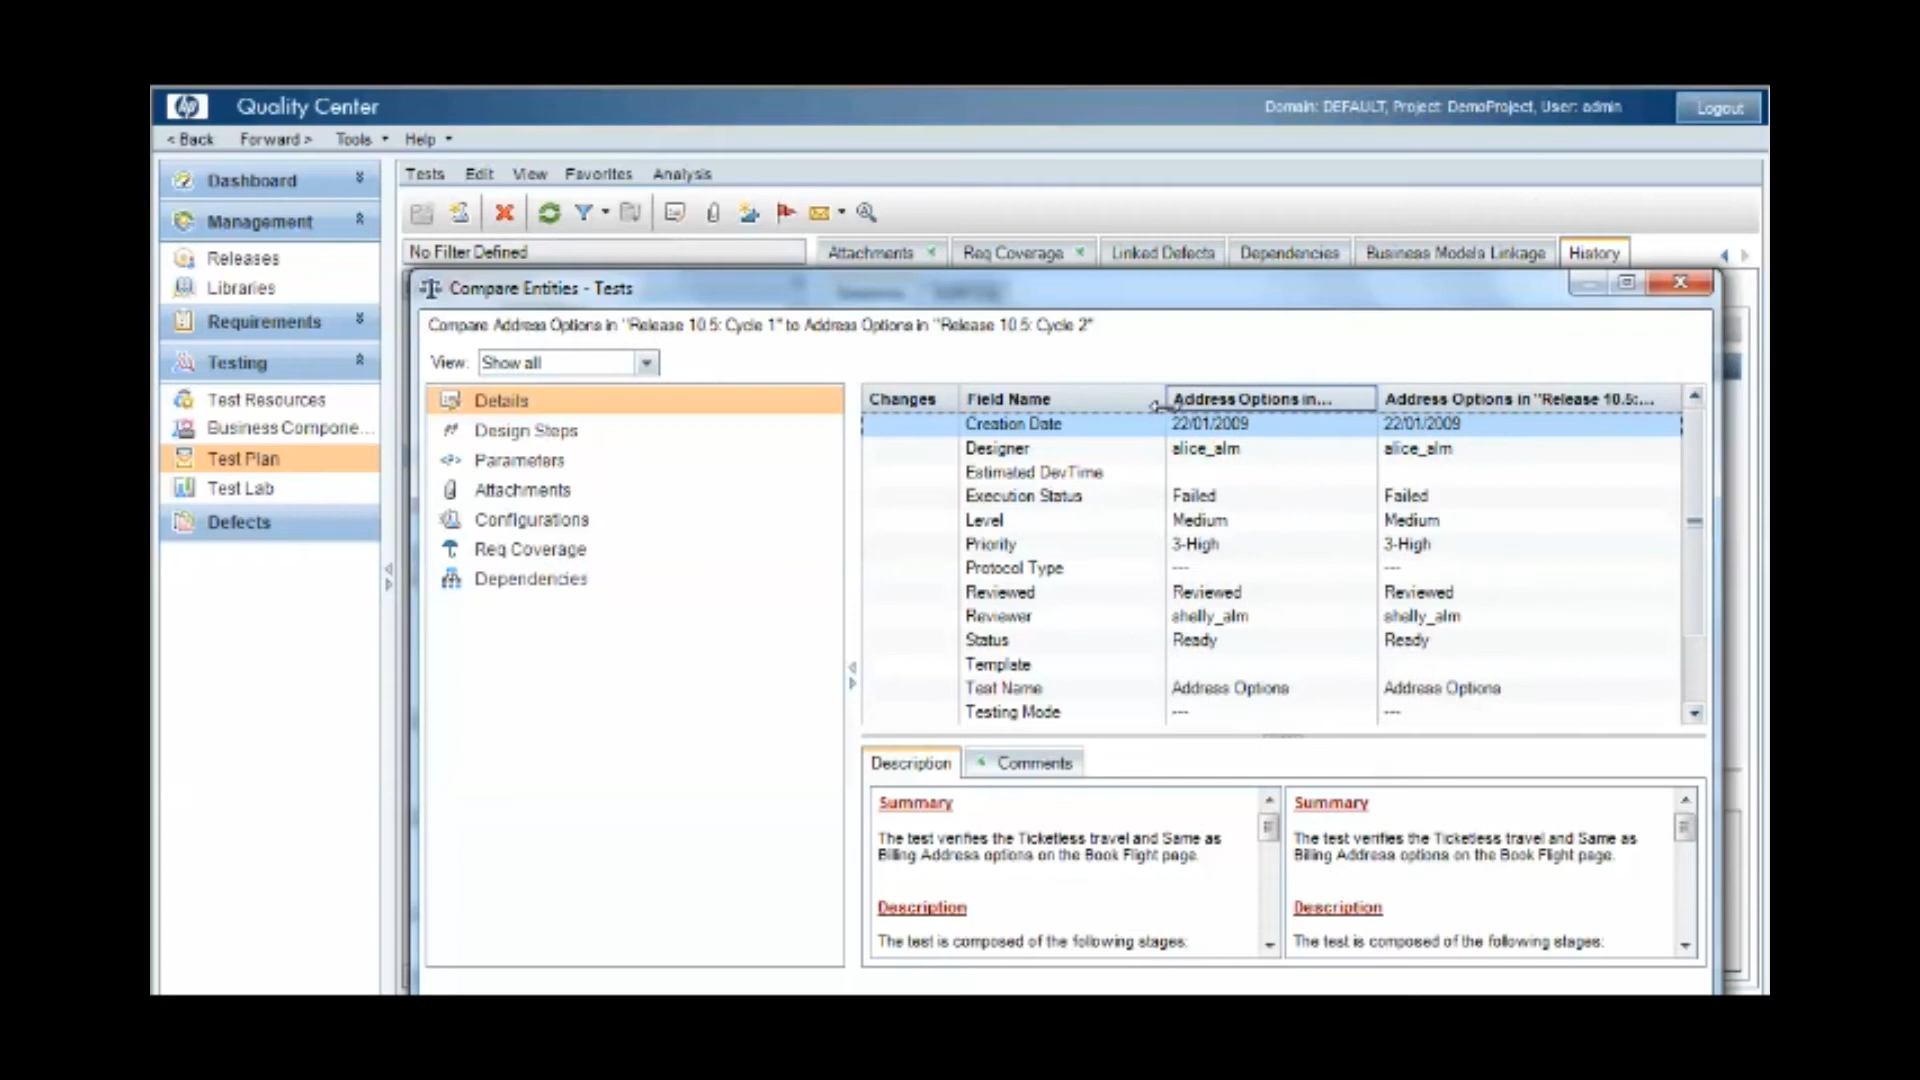 hp Quality Center
Domain: DEFAULT, Project: DemoProject, User: admin
Logout
< Back Forward > Tools Help
Dashboard
Management
Releases
Libraries
Requirements
Testing
Test Resources
Business Compone...
Test Plan
Test Lab
Defects
Tests Edit View Favorites Analysis
No Filter Defined
Attachments Req Coverage Linked Defects Dependencies Business Models Linkage History
Compare Entities - Tests
Compare Address Options in "Release 10.5: Cycle 1" to Address Options in "Release 10.5: Cycle 2"
View: Show all
Details
Design Steps
Parameters
Attachments
Configurations
Req Coverage
Dependencies
Changes Field Name Address Options in... Address Options in "Release 10.5:...
Creation Date 22/01/2009 22/01/2009
Designer alice_alm alice_alm
Estimated DevTime
Execution Status Failed Failed
Level Medium Medium
Priority 3-High 3-High
Protocol Type --- ---
Reviewed Reviewed Reviewed
Reviewer shelly_alm shelly_alm
Status Ready Ready
Template
Test Name Address Options Address Options
Testing Mode --- ---
Description Comments
Summary
The test verifies the Ticketless travel and Same as
Billing Address options on the Book Flight page.
Description
The test is composed of the following stages:
Summary
The test verifies the Ticketless travel and Same as
Billing Address options on the Book Flight page.
Description
The test is composed of the following stages: